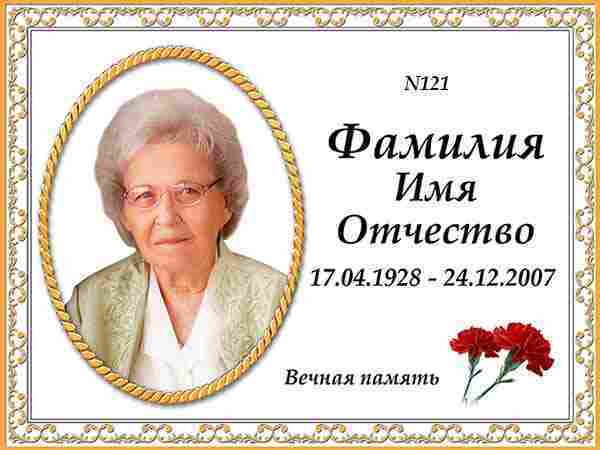 N121
Фамилия
Имя
Отчество
17.04.1928 - 24.12.2007
Вечная память